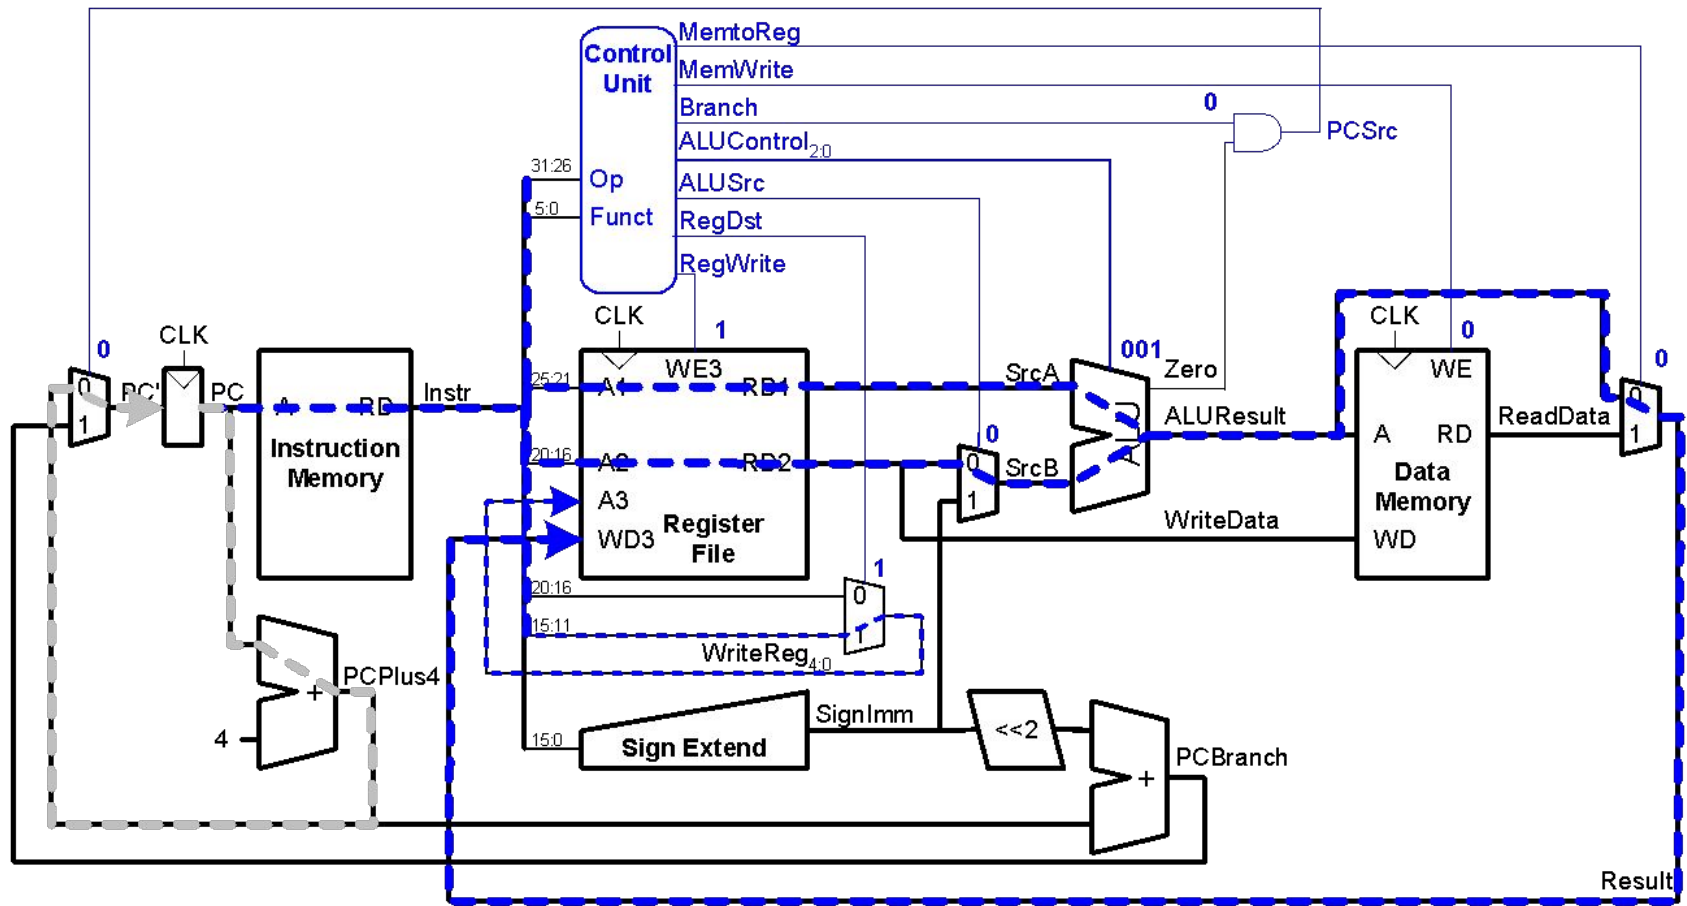 MemtoReg
Control
Unit
MemWrite
Branch
0
PCSrc
ALUControl2:0
31:26
Op
ALUSrc
5:0
Funct
RegDst
RegWrite
CLK
CLK
CLK
0
1
001
0
0
WE3
SrcA
Zero
WE
0
PC'
PC
A
RD
Instr
25:21
A1
RD1
0
1
ALU
ALUResult
A
RD
ReadData
1
Instruction
Memory
20:16
A2
RD2
0
0
SrcB
1
Data
Memory
A3
Register
File
WriteData
WD3
WD
20:16
0
1
15:11
1
WriteReg4:0
PCPlus4
+
4
15:0
Sign Extend
SignImm
<<2
PCBranch
+
Result